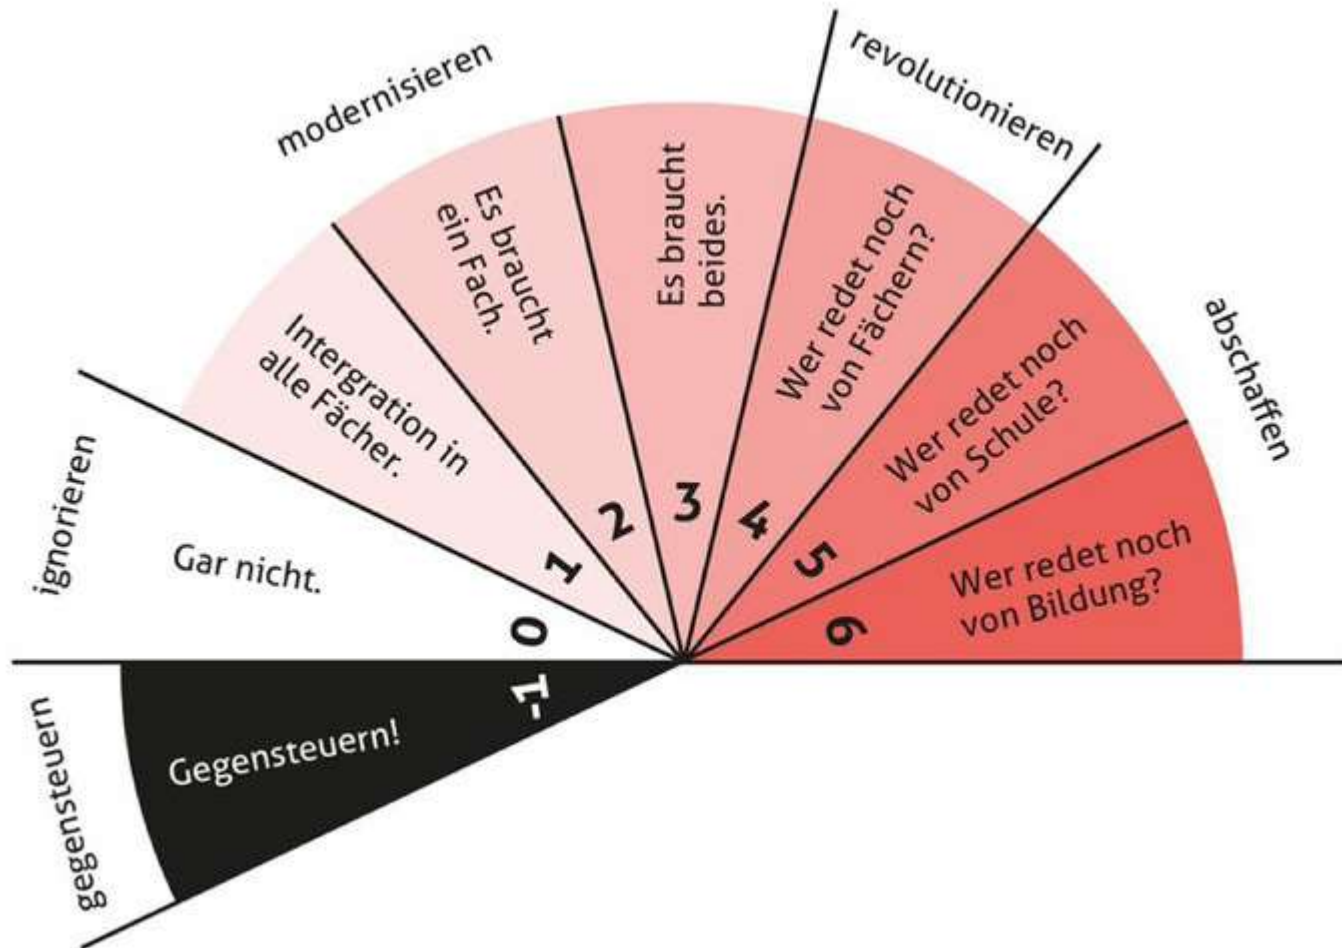 modernisieren
revolutionieren
abschaffen
ignorieren
gegensteuern
Gegensteuern!
-1
Gar nicht.
0
Intergration in
alle Fächer.
1
Es braucht
ein Fach.
2
Es braucht
beides.
3
Wer redet noch
von Fächern?
4
Wer redet noch
von Schule?
5
Wer redet noch
von Bildung?
6